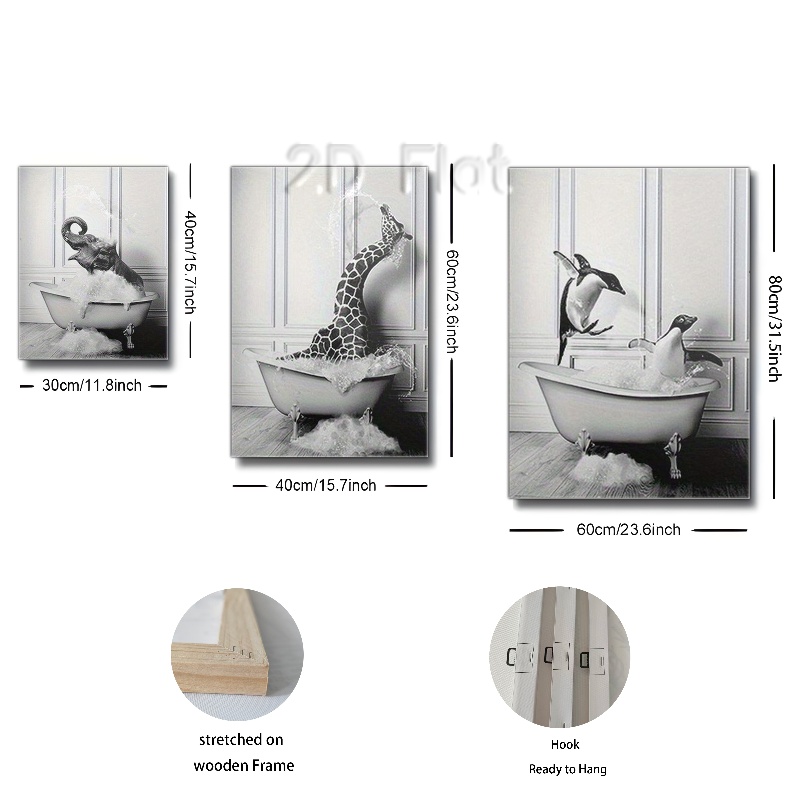 2D Flat
40cm/15.7inch
30cm/11.8inch
60cm/23.6inch
40cm/15.7inch
80cm/31.5inch
60cm/23.6inch
stretched on
wooden Frame
Hook
Ready to Hang